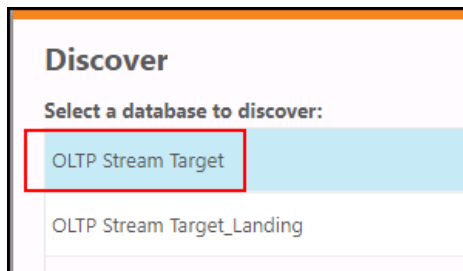 Discover
Select a database to discover:
OLTP Stream Target
OLTP Stream Target_Landing